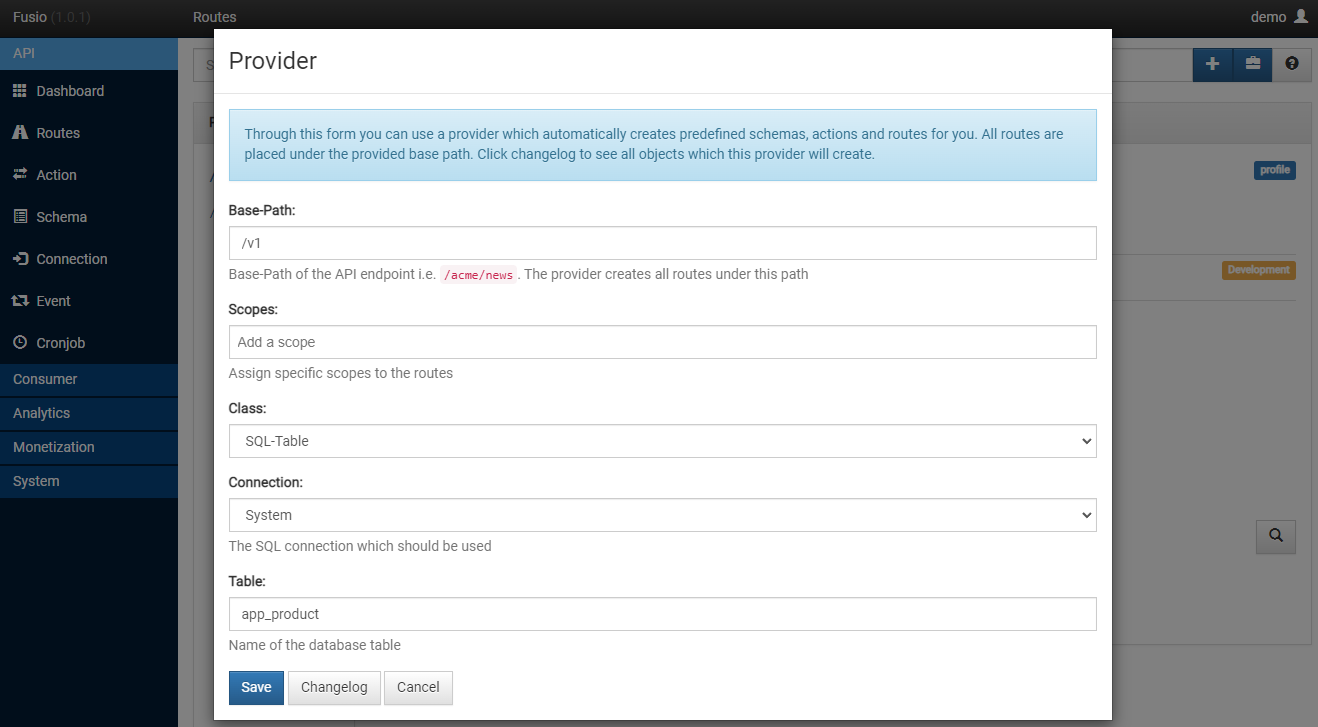 Fusio (1.0.1)
Routes
demo
API
Dashboard
Routes
Action
Schema
Connection
Event
Cronjob
Consumer
Analytics
Monetization
System
Provider
Through this form you can use a provider which automatically creates predefined schemas, actions and routes for you. All routes are
placed under the provided base path. Click changelog to see all objects which this provider will create.
Base-Path:
/v1
Base-Path of the API endpoint i.e. /acme/news. The provider creates all routes under this path
Scopes:
Add a scope
Assign specific scopes to the routes
Class:
SQL-Table
Connection:
System
The SQL connection which should be used
Table:
app_product
Name of the database table
Save
Changelog
Cancel
profile
Development